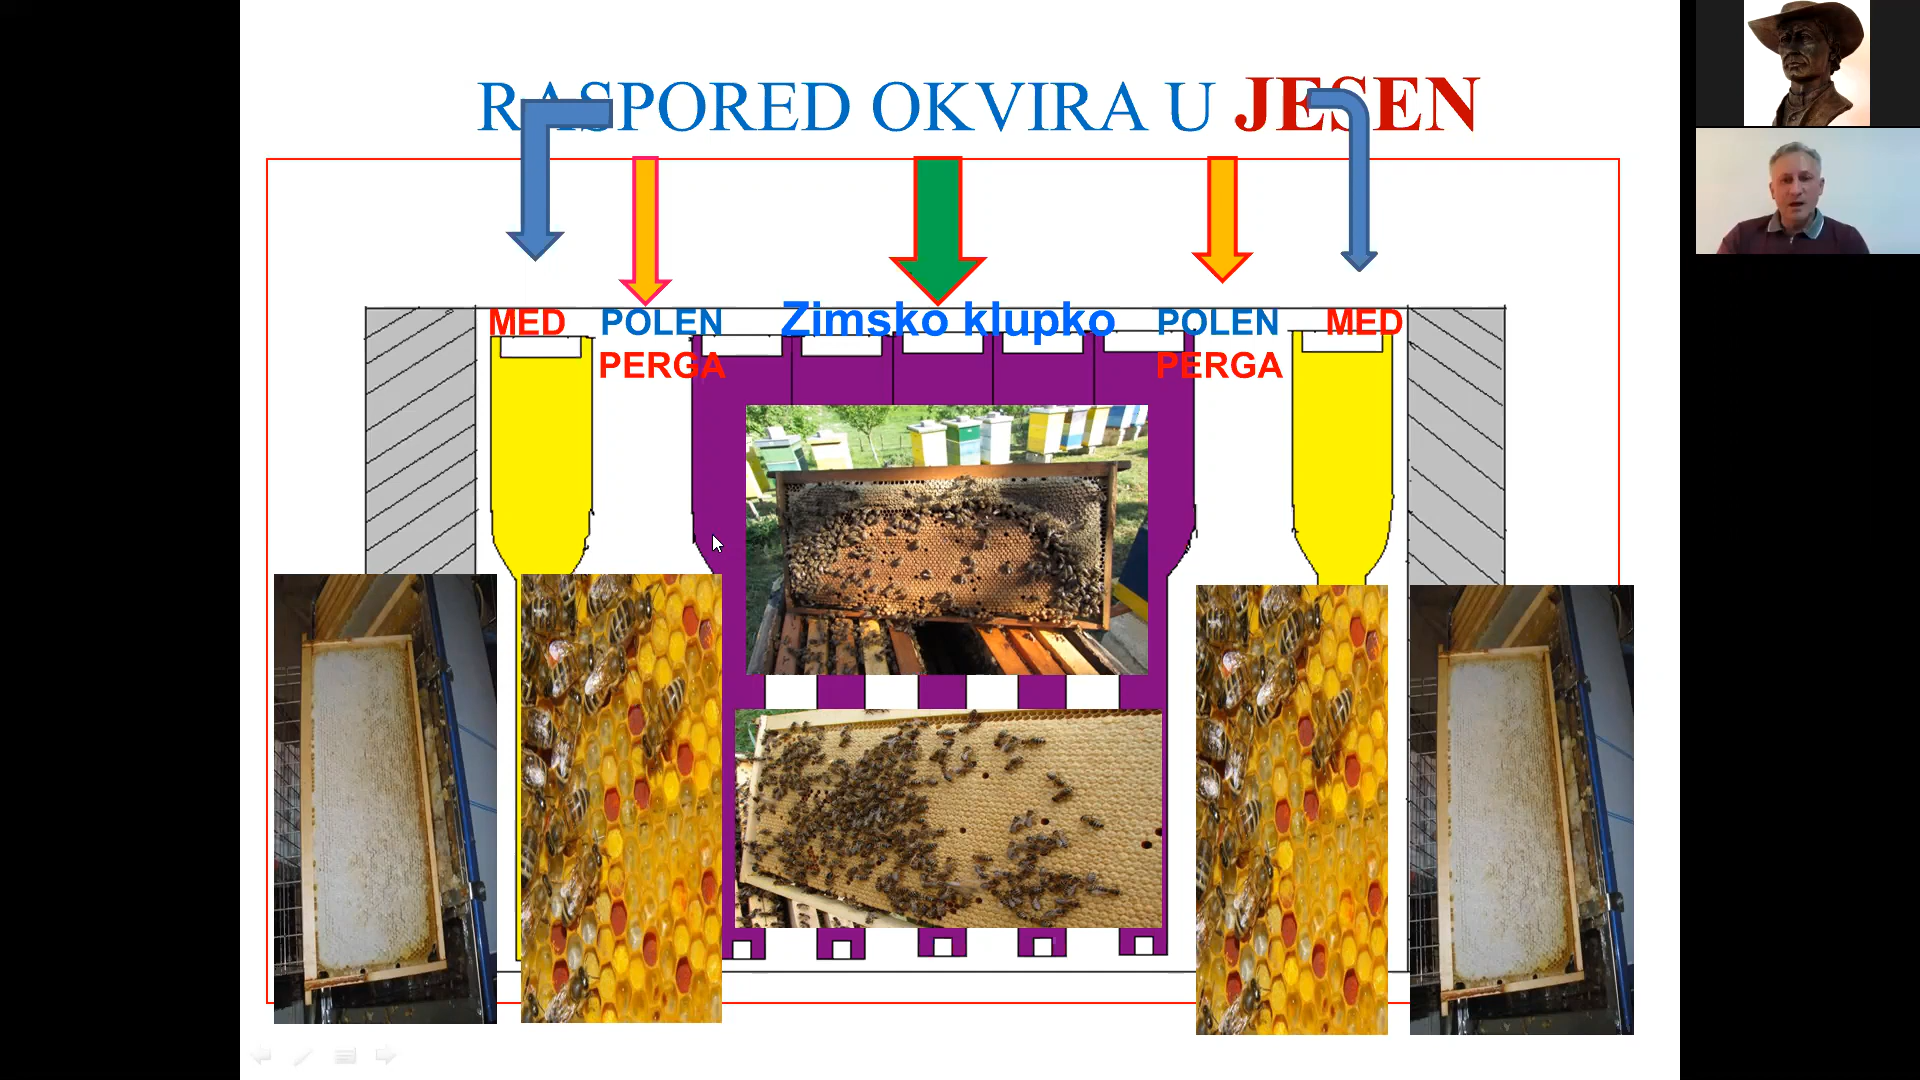 RASPORED OKVIRA U JESEN
MED POLEN Zimsko klupko POLEN MED
PERGA PERGA